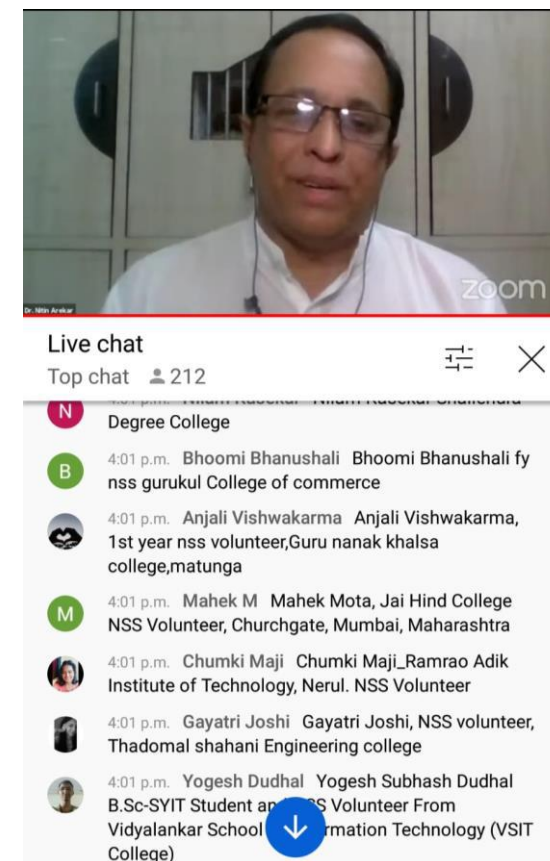 Dr. Nitin Arekar
zoom
Live chat
Top chat 212
N
Degree College
B
4:01 p.m. Bhoomi Bhanushali Bhoomi Bhanushali fy
nss gurukul College of commerce
4:01 p.m. Anjali Vishwakarma Anjali Vishwakarma,
1st year nss volunteer,Guru nanak khalsa
college,matunga
M
4:01 p.m. Mahek M Mahek Mota, Jai Hind College
NSS Volunteer, Churchgate, Mumbai, Maharashtra
4:01 p.m. Chumki Maji Chumki Maji_Ramrao Adik
Institute of Technology, Nerul. NSS Volunteer
4:01 p.m. Gayatri Joshi Gayatri Joshi, NSS volunteer,
Thadomal shahani Engineering college
4:01 p.m. Yogesh Dudhal Yogesh Subhash Dudhal
B.Sc-SYIT Student Volunteer From
Vidyalankar School Technology (VSIT
College)